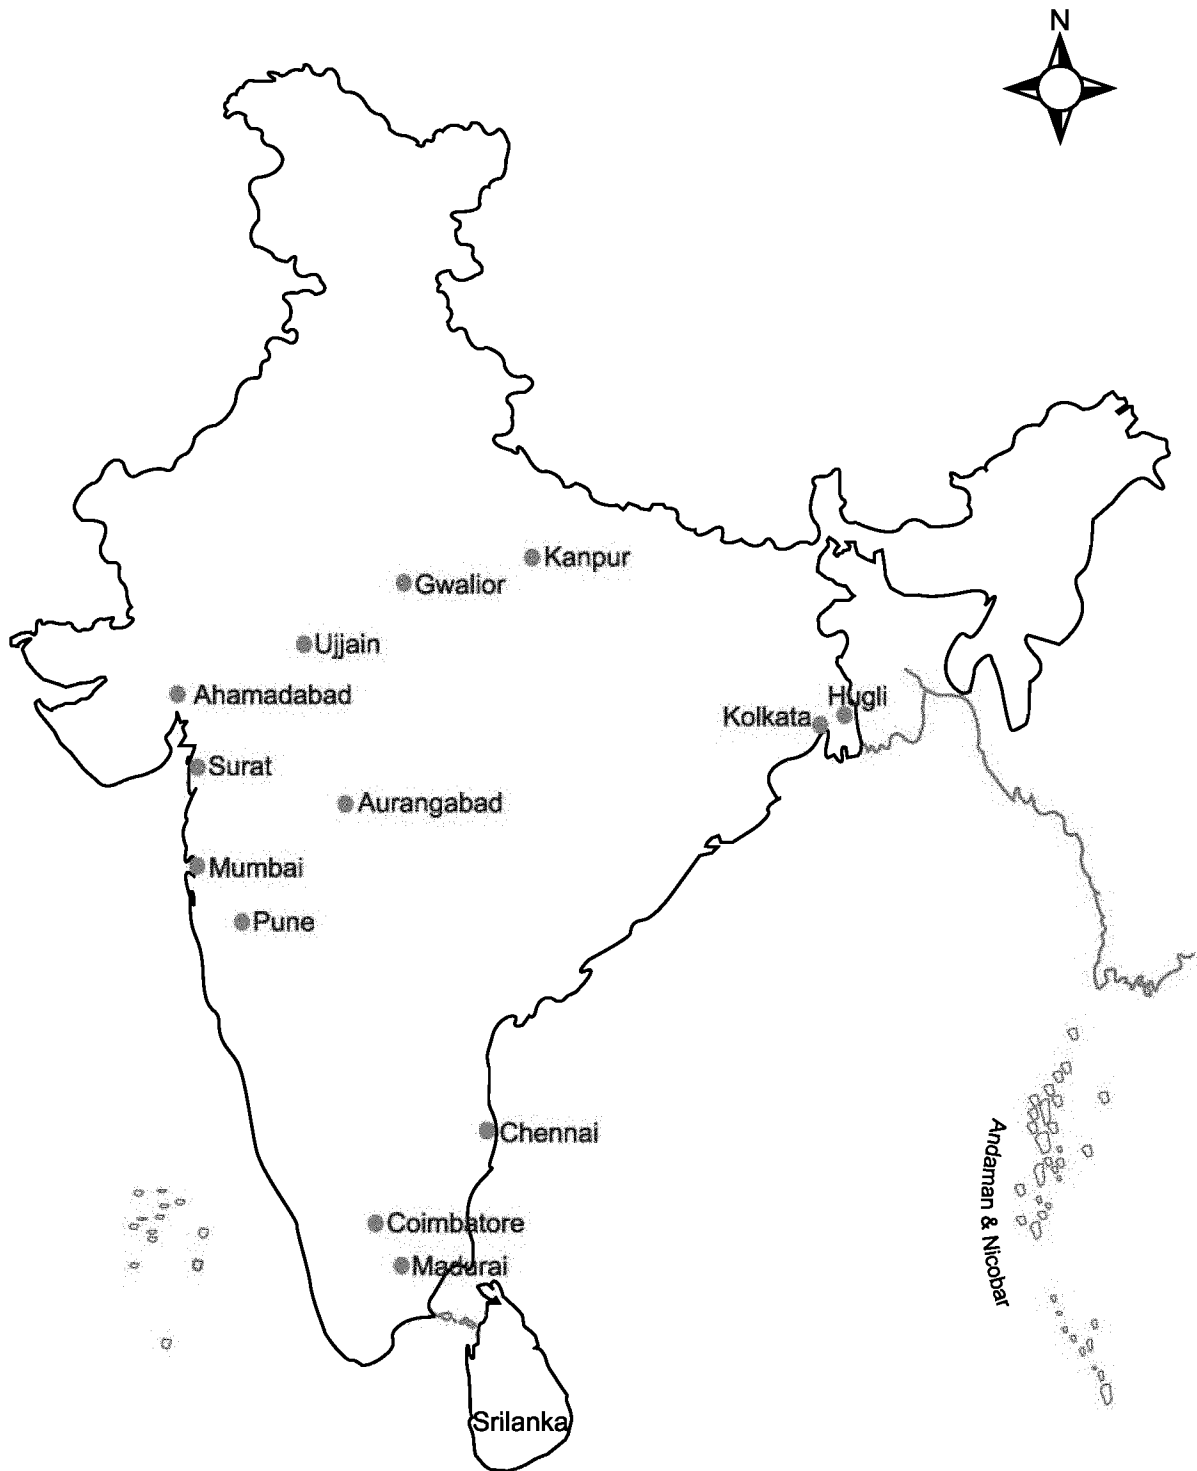 N
Kanpur
Gwalior
Ujjain
Ahamadabad
Hugli
Kolkata
Surat
Aurangabad
Mumbai
Pune
Chennai
Coimbatore
Madurai
Andaman & Nicobar
Srilanka